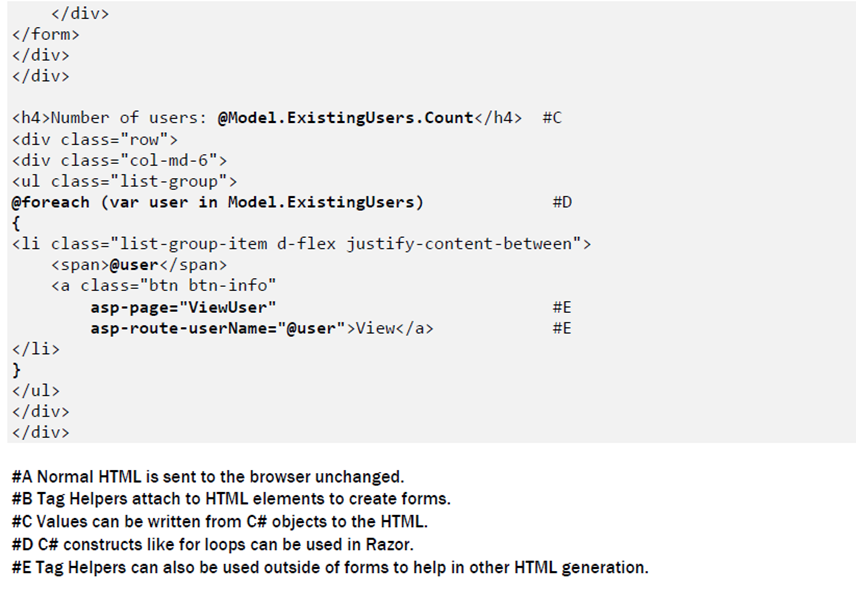 </div>
</form>
</div>
</div>

<h4>Number of users: @Model.ExistingUsers.Count</h4>  #C
<div class="row">
<div class="col-md-6">
<ul class="list-group">
@foreach (var user in Model.ExistingUsers)             #D
{
<li class="list-group-item d-flex justify-content-between">
    <span>@user</span>
    <a class="btn btn-info"
        asp-page="ViewUser"                            #E
        asp-route-userName="@user">View</a>            #E
</li>
}
</ul>
</div>
</div>

#A Normal HTML is sent to the browser unchanged.
#B Tag Helpers attach to HTML elements to create forms.
#C Values can be written from C# objects to the HTML.
#D C# constructs like for loops can be used in Razor.
#E Tag Helpers can also be used outside of forms to help in other HTML generation.